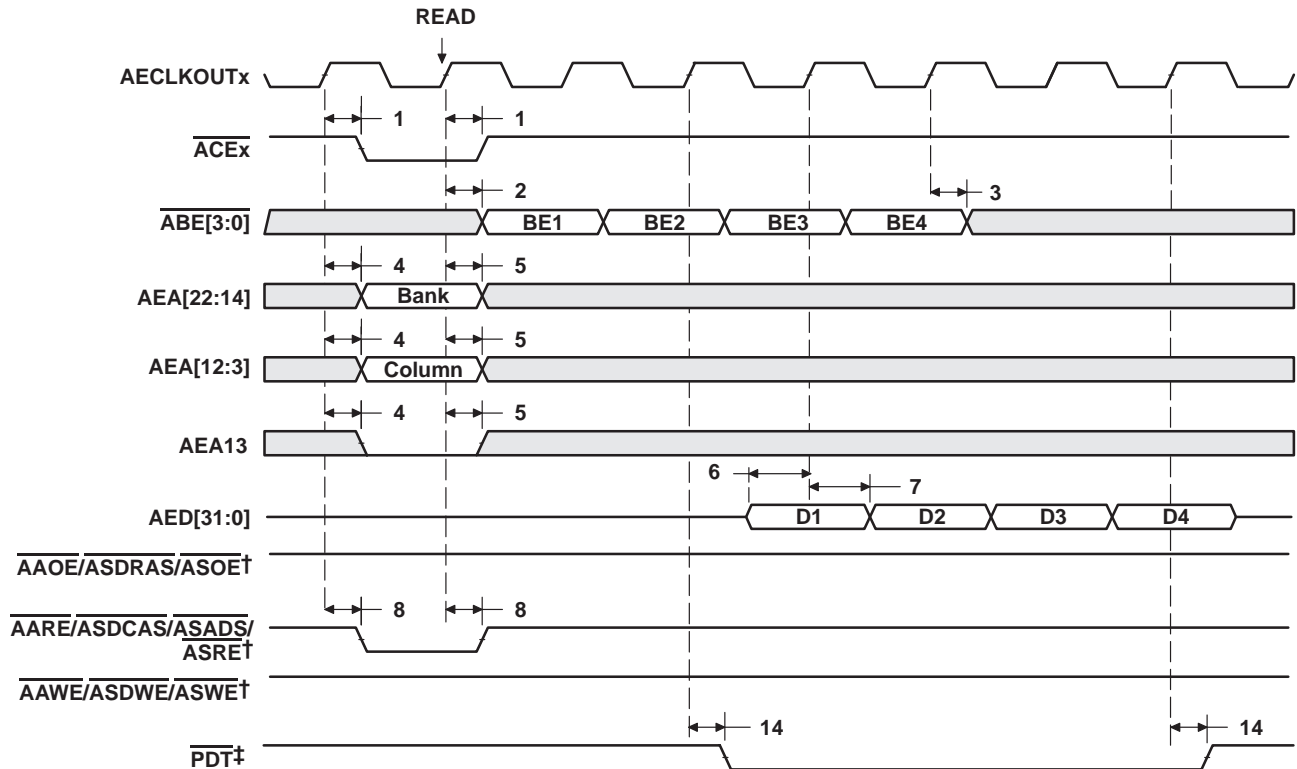 READ
AECLKOUTx
1 1
ACEx
2 3
ABE[3:0] BE1 BE2 BE3 BE4
4 5
AEA[22:14] Bank
4 5
AEA[12:3] Column
4 5
AEA13
6 7
AED[31:0] D1 D2 D3 D4
AAOE/ASDRAS/ASOE†
8 8
AARE/ASDCAS/ASADS/
ASRE†
AAWE/ASDWE/ASWE†
14 14
PDT‡